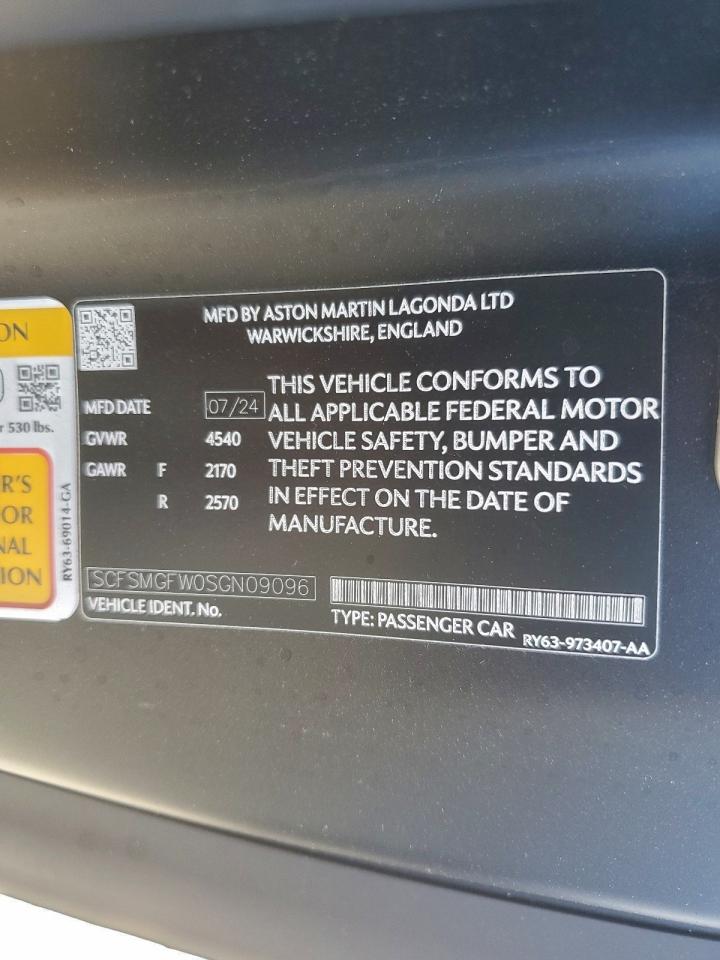 ON
530 lbs.
R'S
OR
NAL
ION
RY63-69014-GA
MFD BY ASTON MARTIN LAGONDA LTD
WARWICKSHIRE, ENGLAND
MFD DATE 07/24
GVWR 4540
GAWR F 2170
R 2570
THIS VEHICLE CONFORMS TO
ALL APPLICABLE FEDERAL MOTOR
VEHICLE SAFETY, BUMPER AND
THEFT PREVENTION STANDARDS
IN EFFECT ON THE DATE OF
MANUFACTURE.
SCFSMGFW0SGN09096
VEHICLE IDENT. No.
TYPE: PASSENGER CAR
RY63-973407-AA